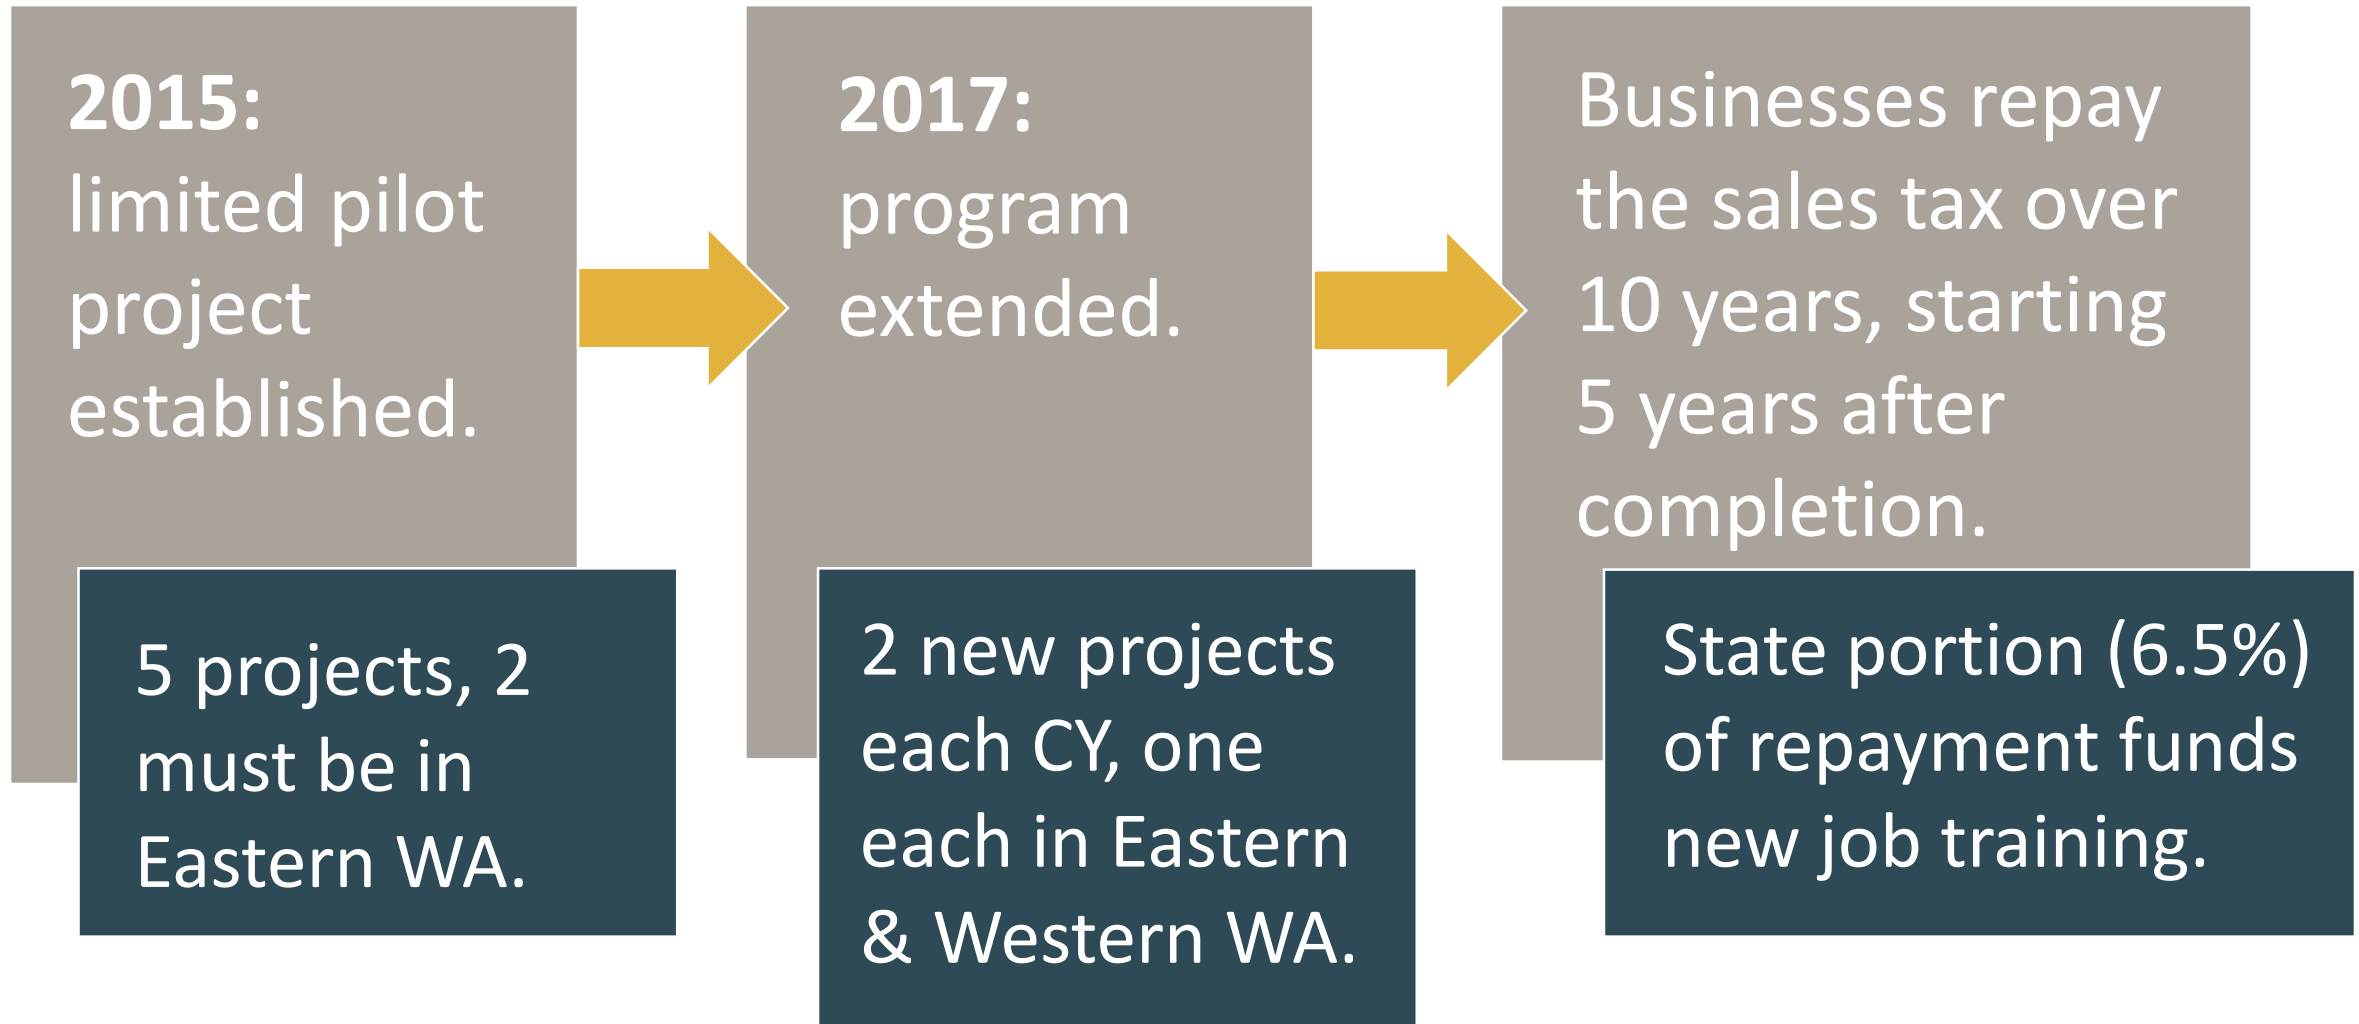 2015:
limited pilot
project
established.
5 projects, 2
must be in
Eastern WA.
2017:
program
extended.
2 new projects
each CY, one
each in Eastern
& Western WA.
Businesses repay
the sales tax over
10 years, starting
5 years after
completion.
State portion (6.5%)
of repayment funds
new job training.